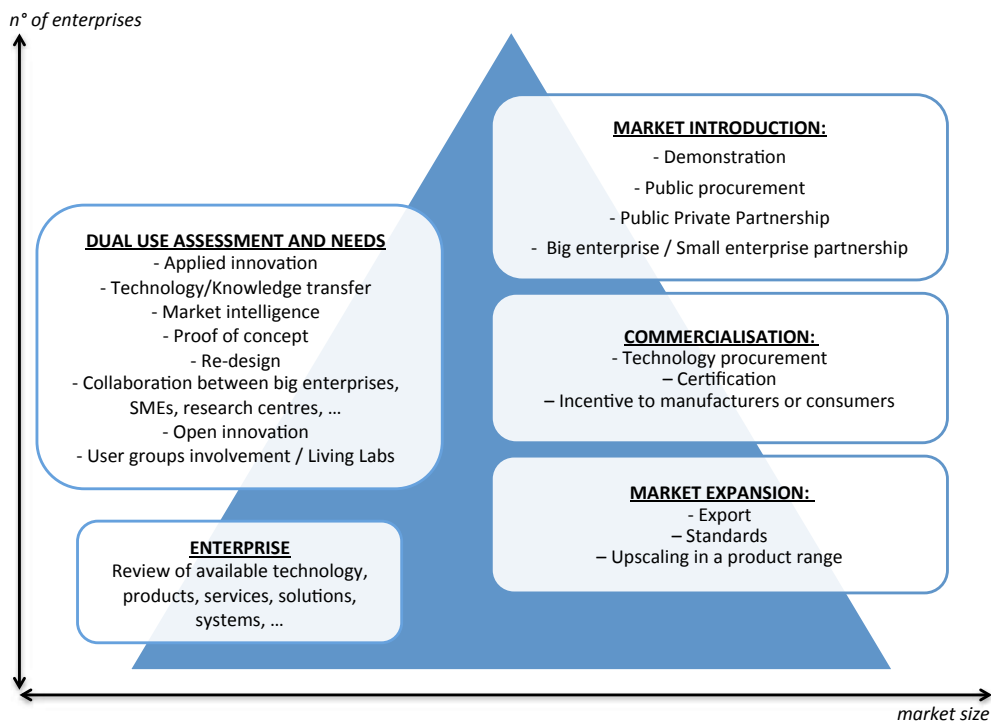 n° of enterprises
MARKET INTRODUCTION:
- Demonstration
- Public procurement
- Public Private Partnership
- Big enterprise / Small enterprise partnership
DUAL USE ASSESSMENT AND NEEDS
- Applied innovation
- Technology/Knowledge transfer
- Market intelligence
- Proof of concept
- Re-design
- Collaboration between big enterprises,
SMEs, research centres, …
- Open innovation
- User groups involvement / Living Labs
COMMERCIALISATION:
- Technology procurement
– Certification
– Incentive to manufacturers or consumers
MARKET EXPANSION:
- Export
– Standards
– Upscaling in a product range
ENTERPRISE
Review of available technology,
products, services, solutions,
systems, …
market size